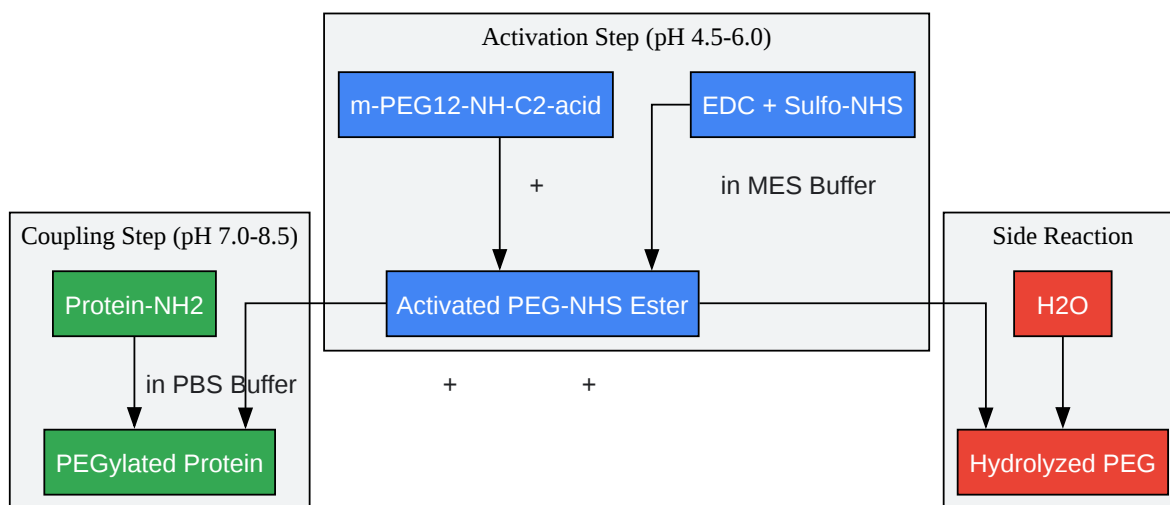 Activation Step (pH 4.5-6.0)
m-PEG12-NH-C2-acid
EDC + Sulfo-NHS
+
in MES Buffer
Coupling Step (pH 7.0-8.5)
Side Reaction
Protein-NH2
Activated PEG-NHS Ester
H2O
in PBS Buffer
+
+
PEGylated Protein
Hydrolyzed PEG